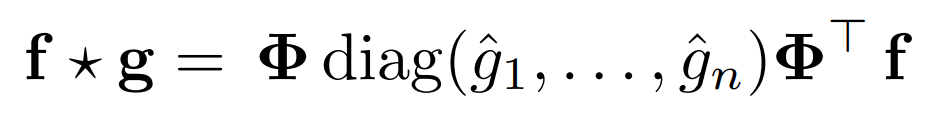 𝐟 ⋆ 𝐠 = 𝚽 diag(ĝ₁, . . . , ĝₙ)𝚽^⊤ 𝐟